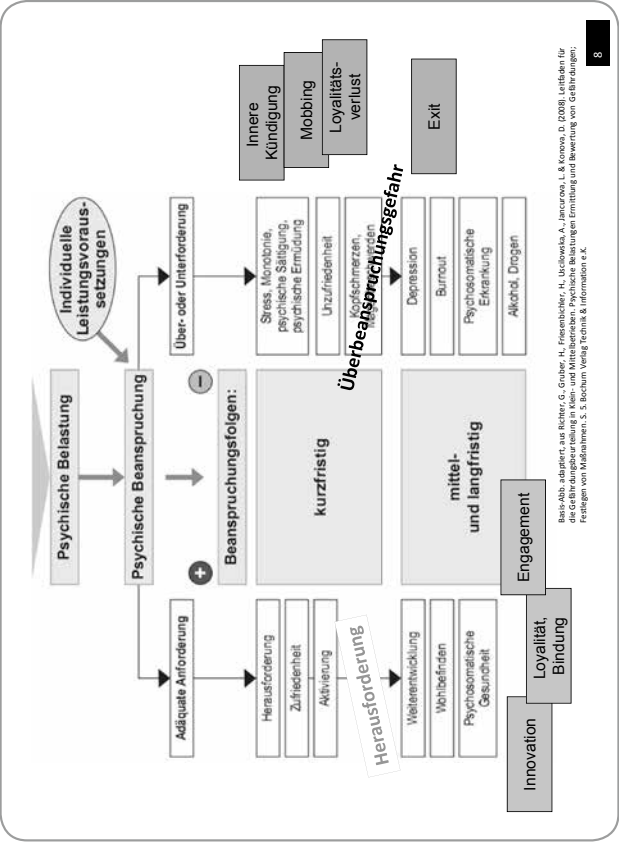 Psychische Belastung
Individuelle
Leistungsvoraus-
setzungen
Psychische Beanspruchung
Adäquate Anforderung
+
−
Über- oder Unterforderung
Beanspruchungsfolgen:
Herausforderung
Zufriedenheit
Aktivierung
kurzfristig
Stress, Monotonie,
psychische Sättigung,
psychische Ermüdung
Unzufriedenheit
Kopfschmerzen,
Innere
Kündigung
Mobbing
Loyalitäts-
verlust
Herausforderung
Überbeanspruchungsgefahr
Weiterentwicklung
Wohlbefinden
Psychosomatische
Gesundheit
mittel-
und langfristig
Depression
Burnout
Psychosomatische
Erkrankung
Alkohol, Drogen
Exit
Innovation
Loyalität,
Bindung
Engagement
Basis-Abb. adaptiert, aus Richter, G., Gruber, H., Friesenbichler, H., Uscilowska, A., Jancurova, L. & Konova, D. (2008). Leitfaden für
die Gefährdungsbeurteilung in Klein- und Mittelbetrieben. Psychische Belastungen Ermittlung und Bewertung von Gefährdungen;
Festlegen von Maßnahmen. S. 5. Bochum Verlag Technik & Information e.K.
8